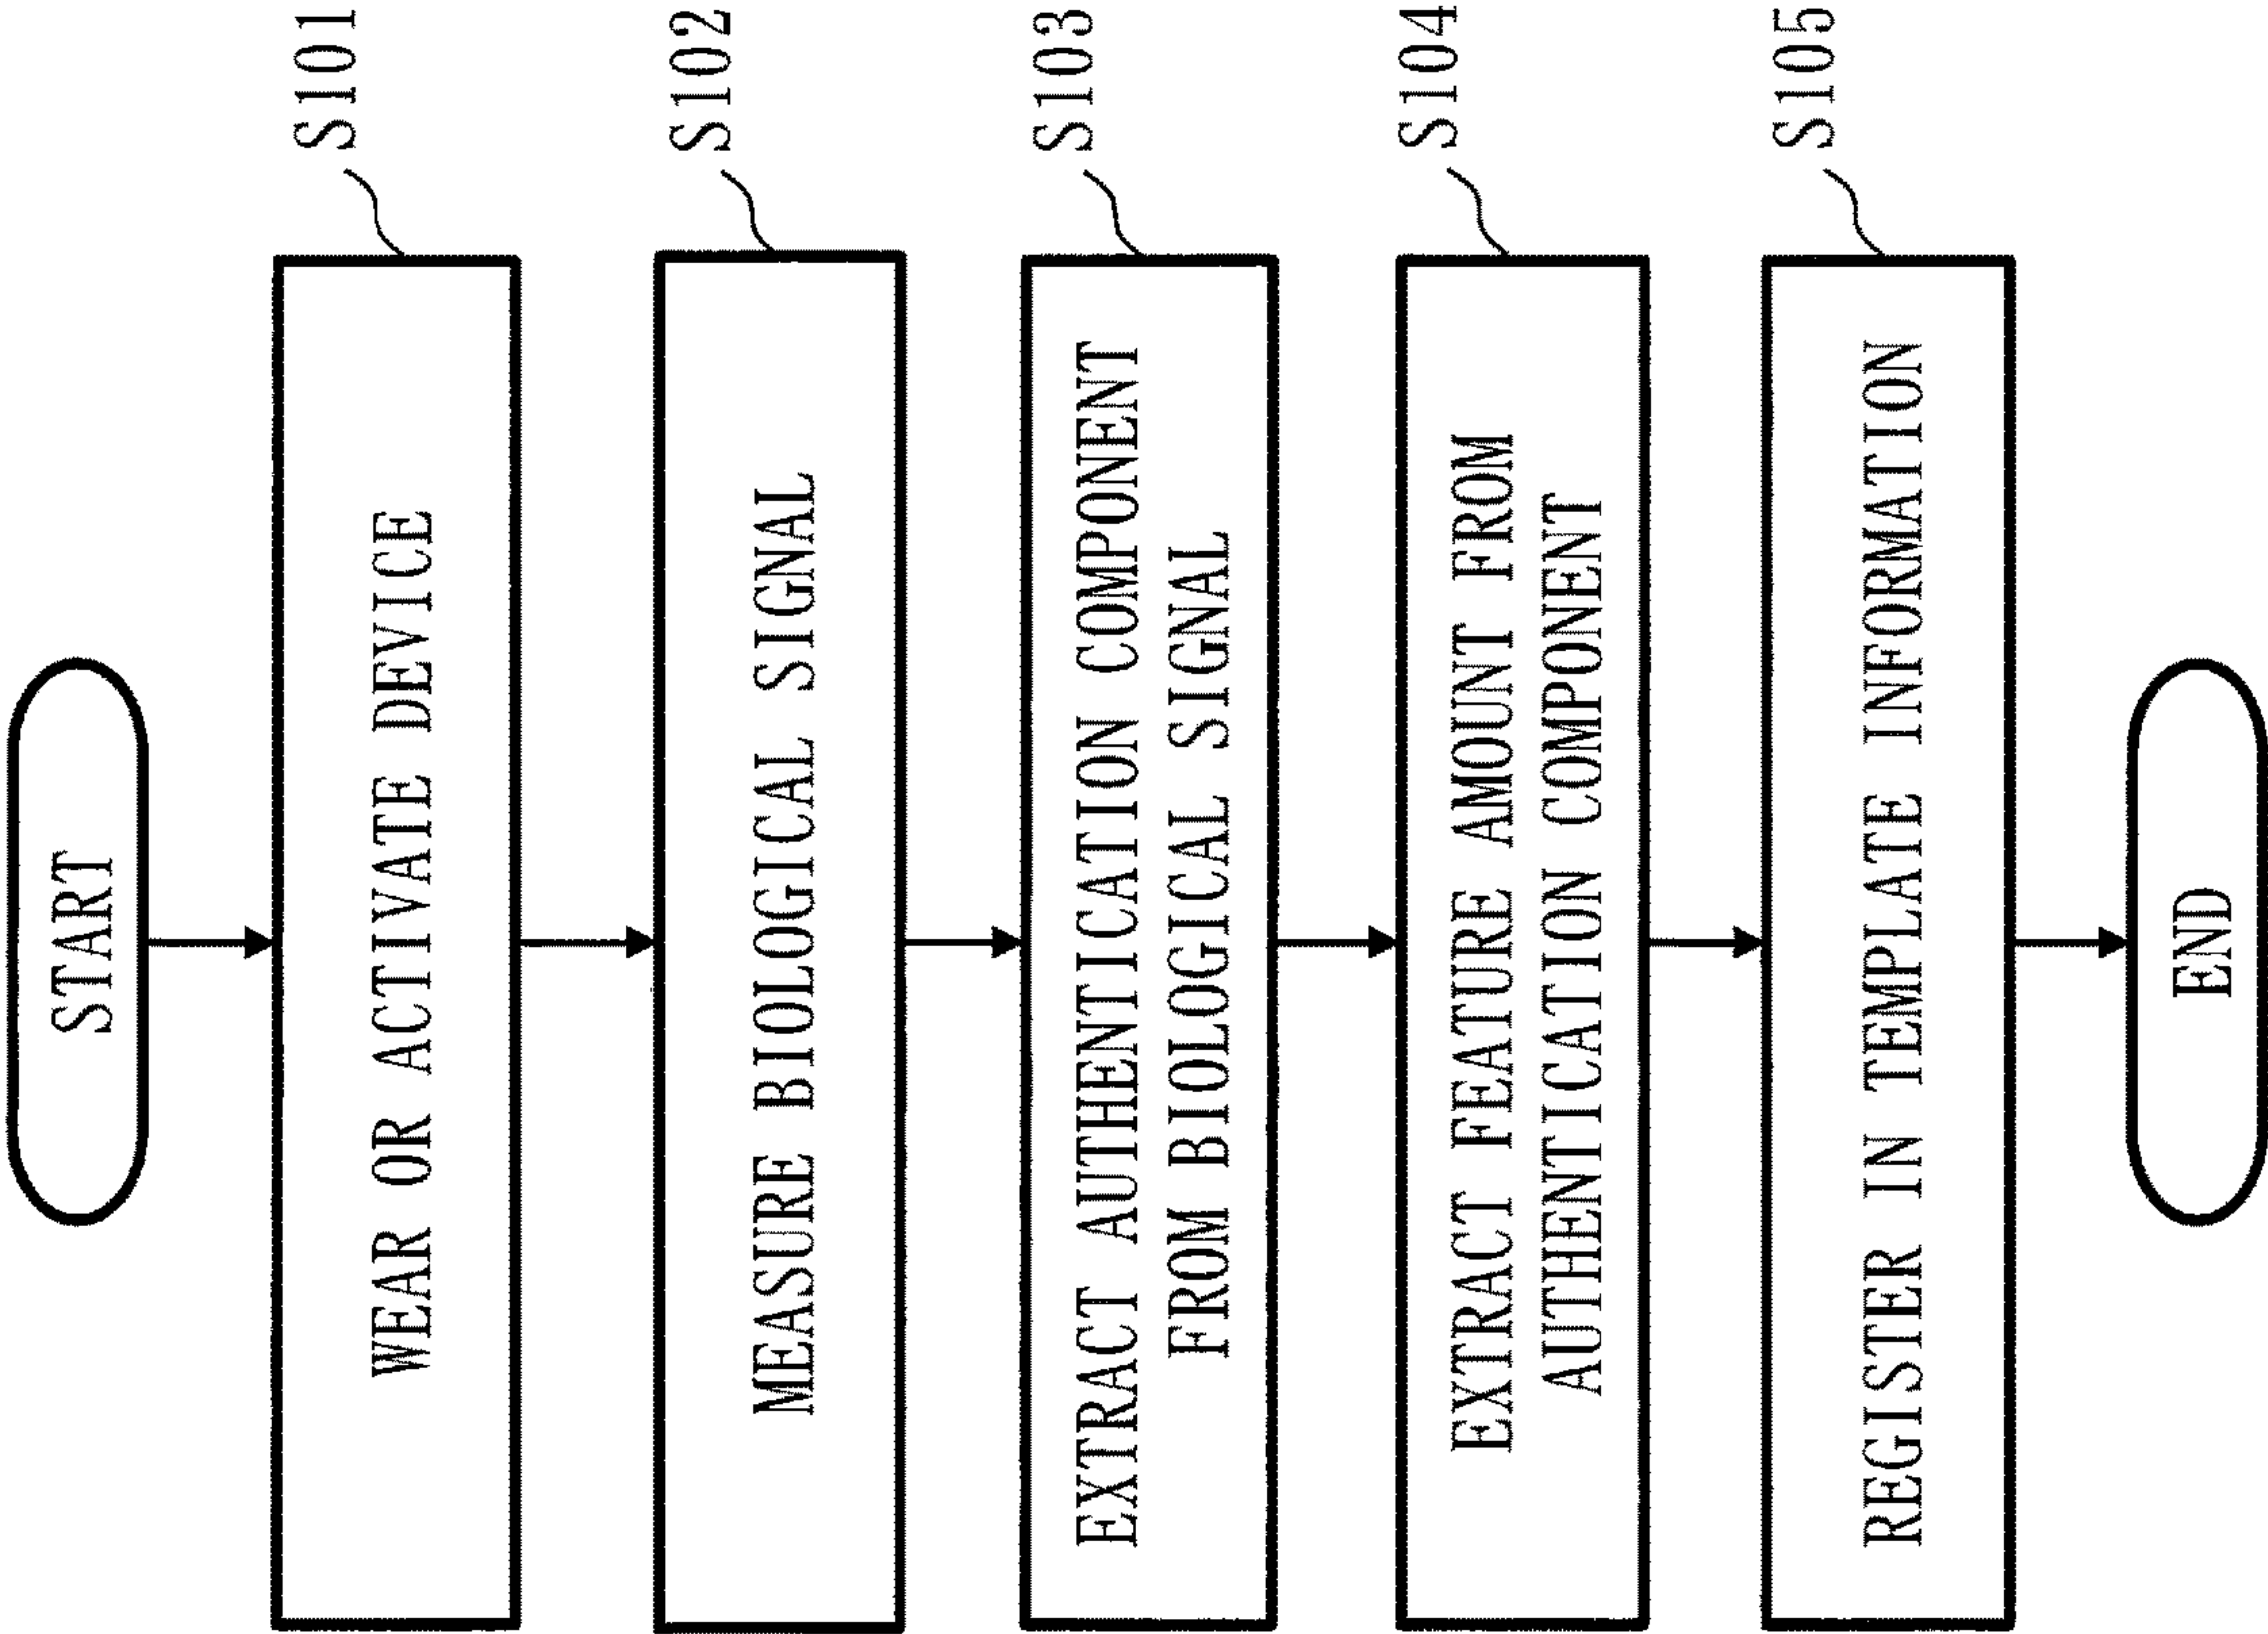 START
S101
WEAR OR ACTIVATE DEVICE
S102
MEASURE BIOLOGICAL SIGNAL
S103
EXTRACT AUTHENTICATION COMPONENT
FROM BIOLOGICAL SIGNAL
S104
EXTRACT FEATURE AMOUNT FROM
AUTHENTICATION COMPONENT
S105
REGISTER IN TEMPLATE INFORMATION
END